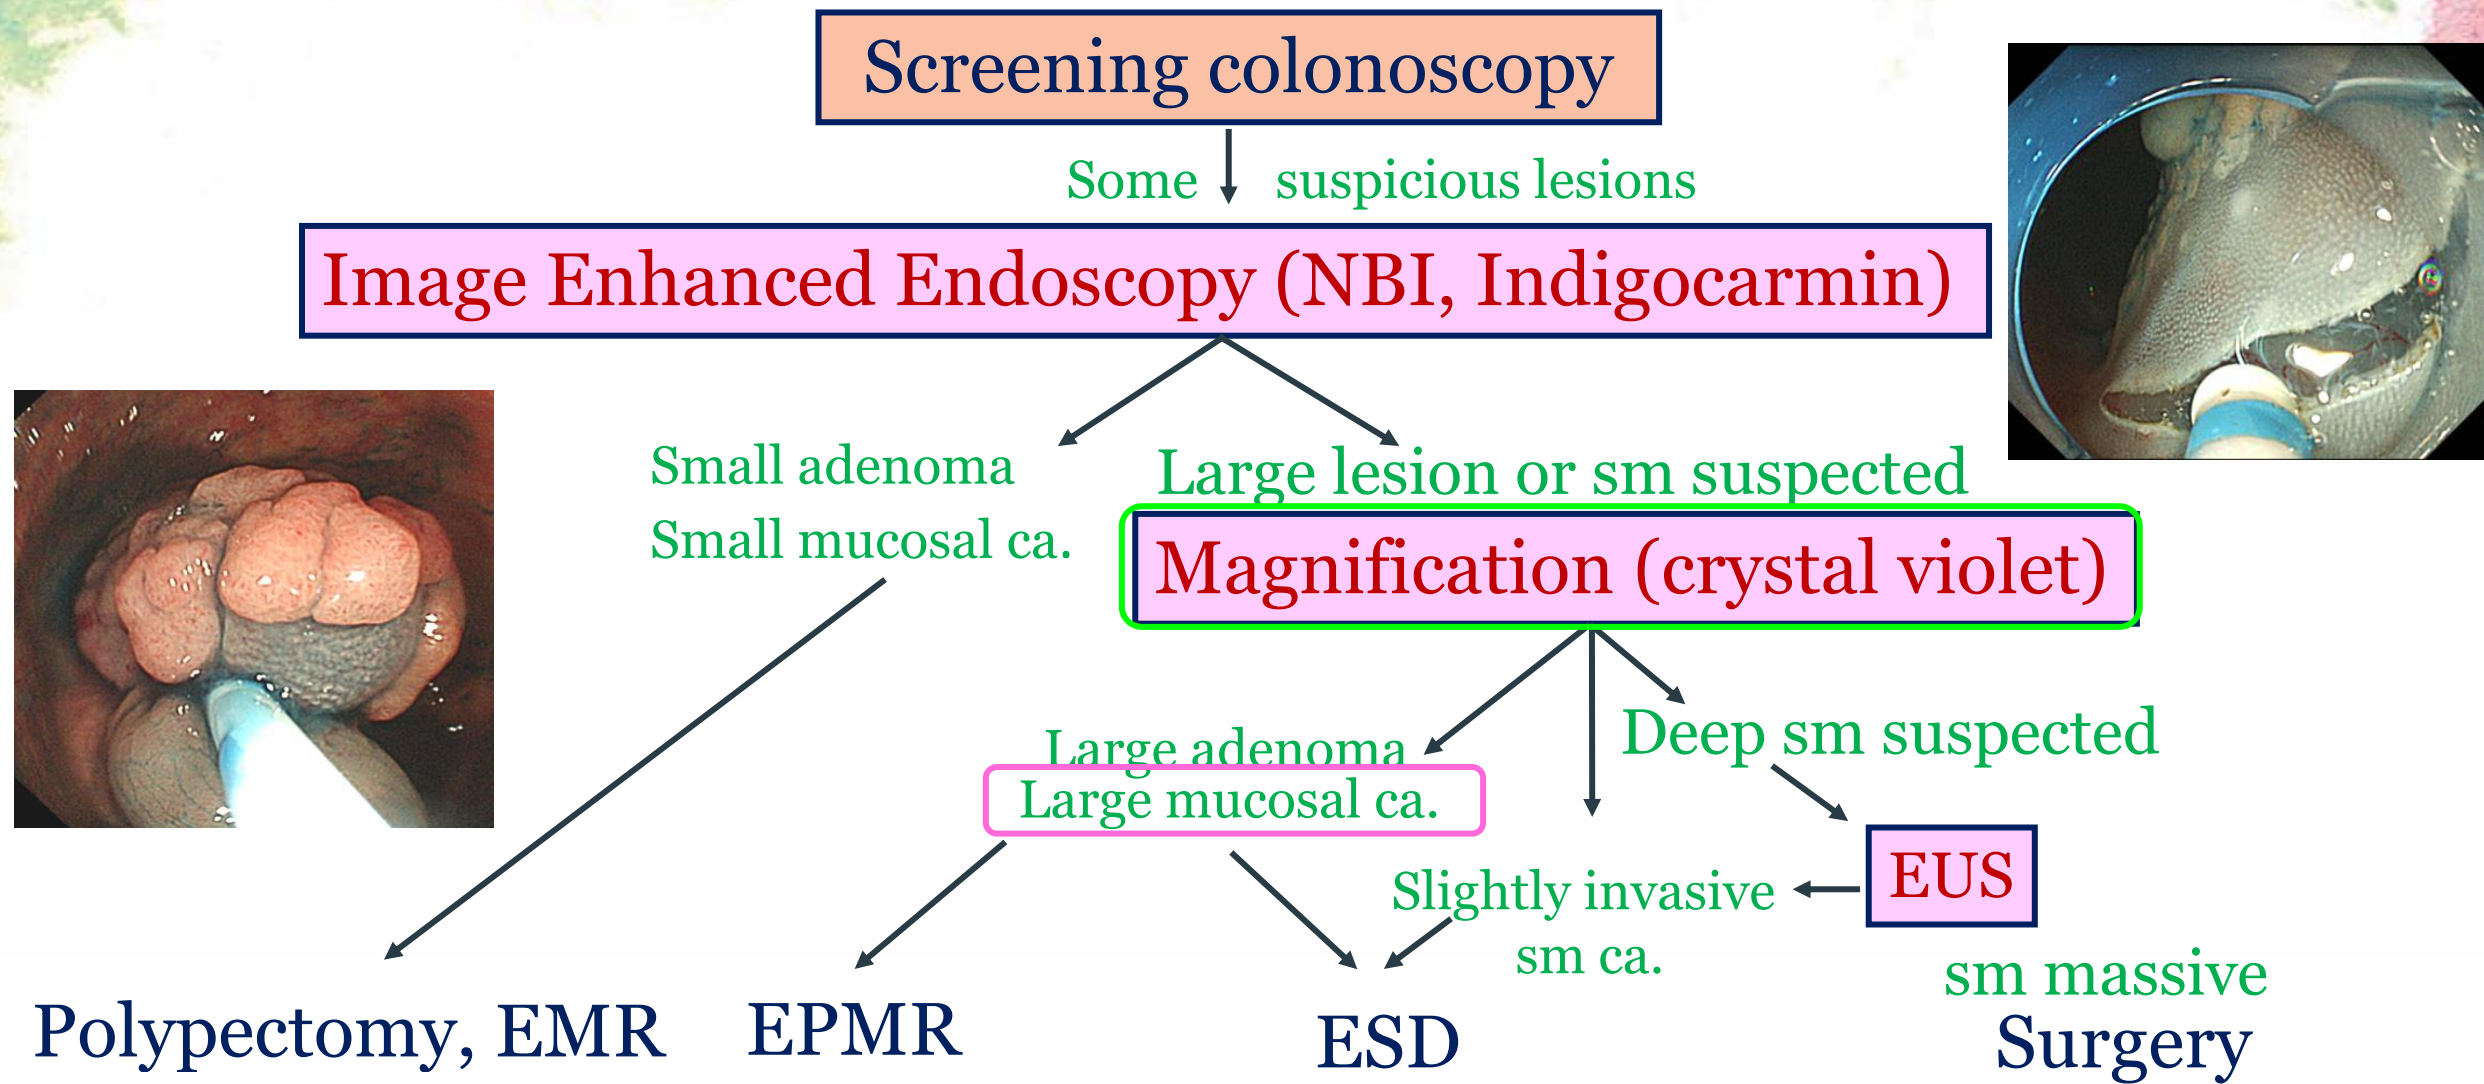 Screening colonoscopy
Some suspicious lesions
Image Enhanced Endoscopy (NBI, Indigocarmin)
Small adenoma
Small mucosal ca.
Large lesion or sm suspected
Magnification (crystal violet)
Large adenoma
Large mucosal ca.
Deep sm suspected
EUS
Slightly invasive
sm ca.
sm massive
Polypectomy, EMR
EPMR
ESD
Surgery